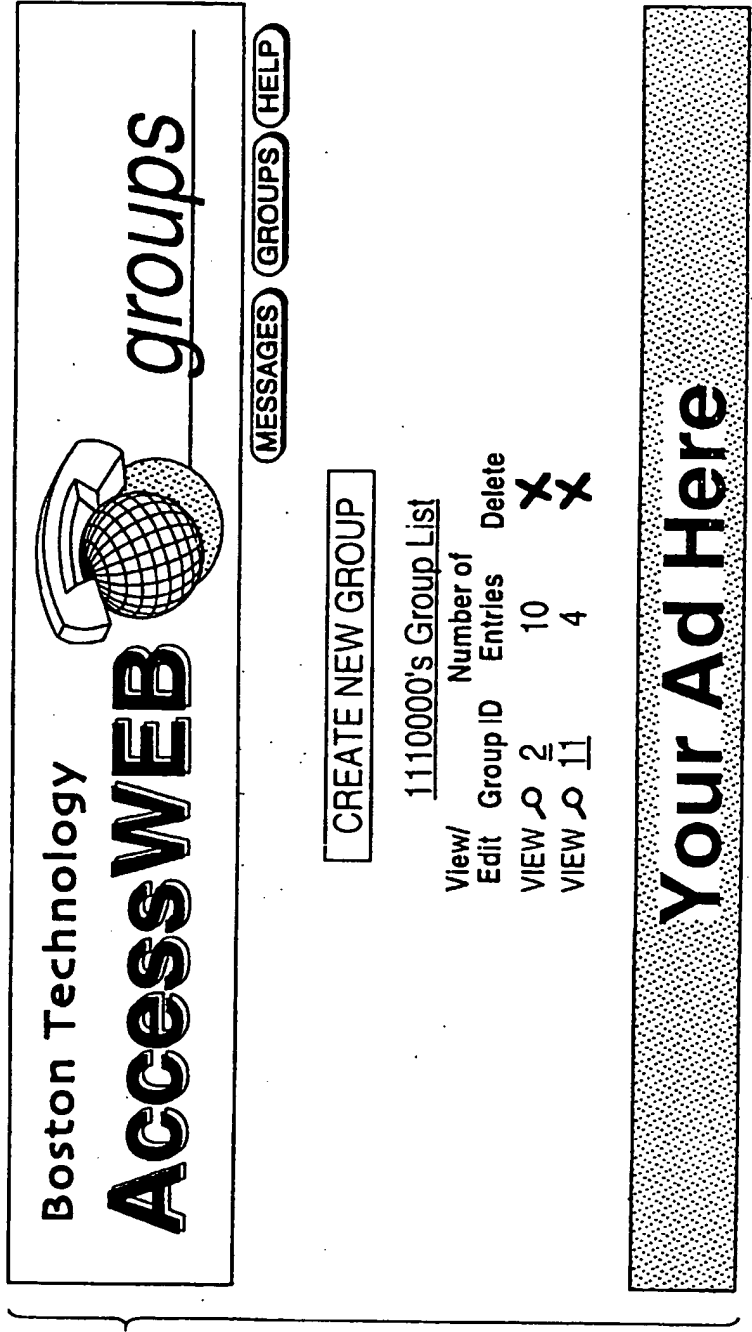 Boston Technology
AccessWEB groups
MESSAGES GROUPS HELP
CREATE NEW GROUP
1110000's Group List
View/ Number of
Edit Group ID Entries Delete
VIEW 2 10 X
VIEW 11 4 X
Your Ad Here